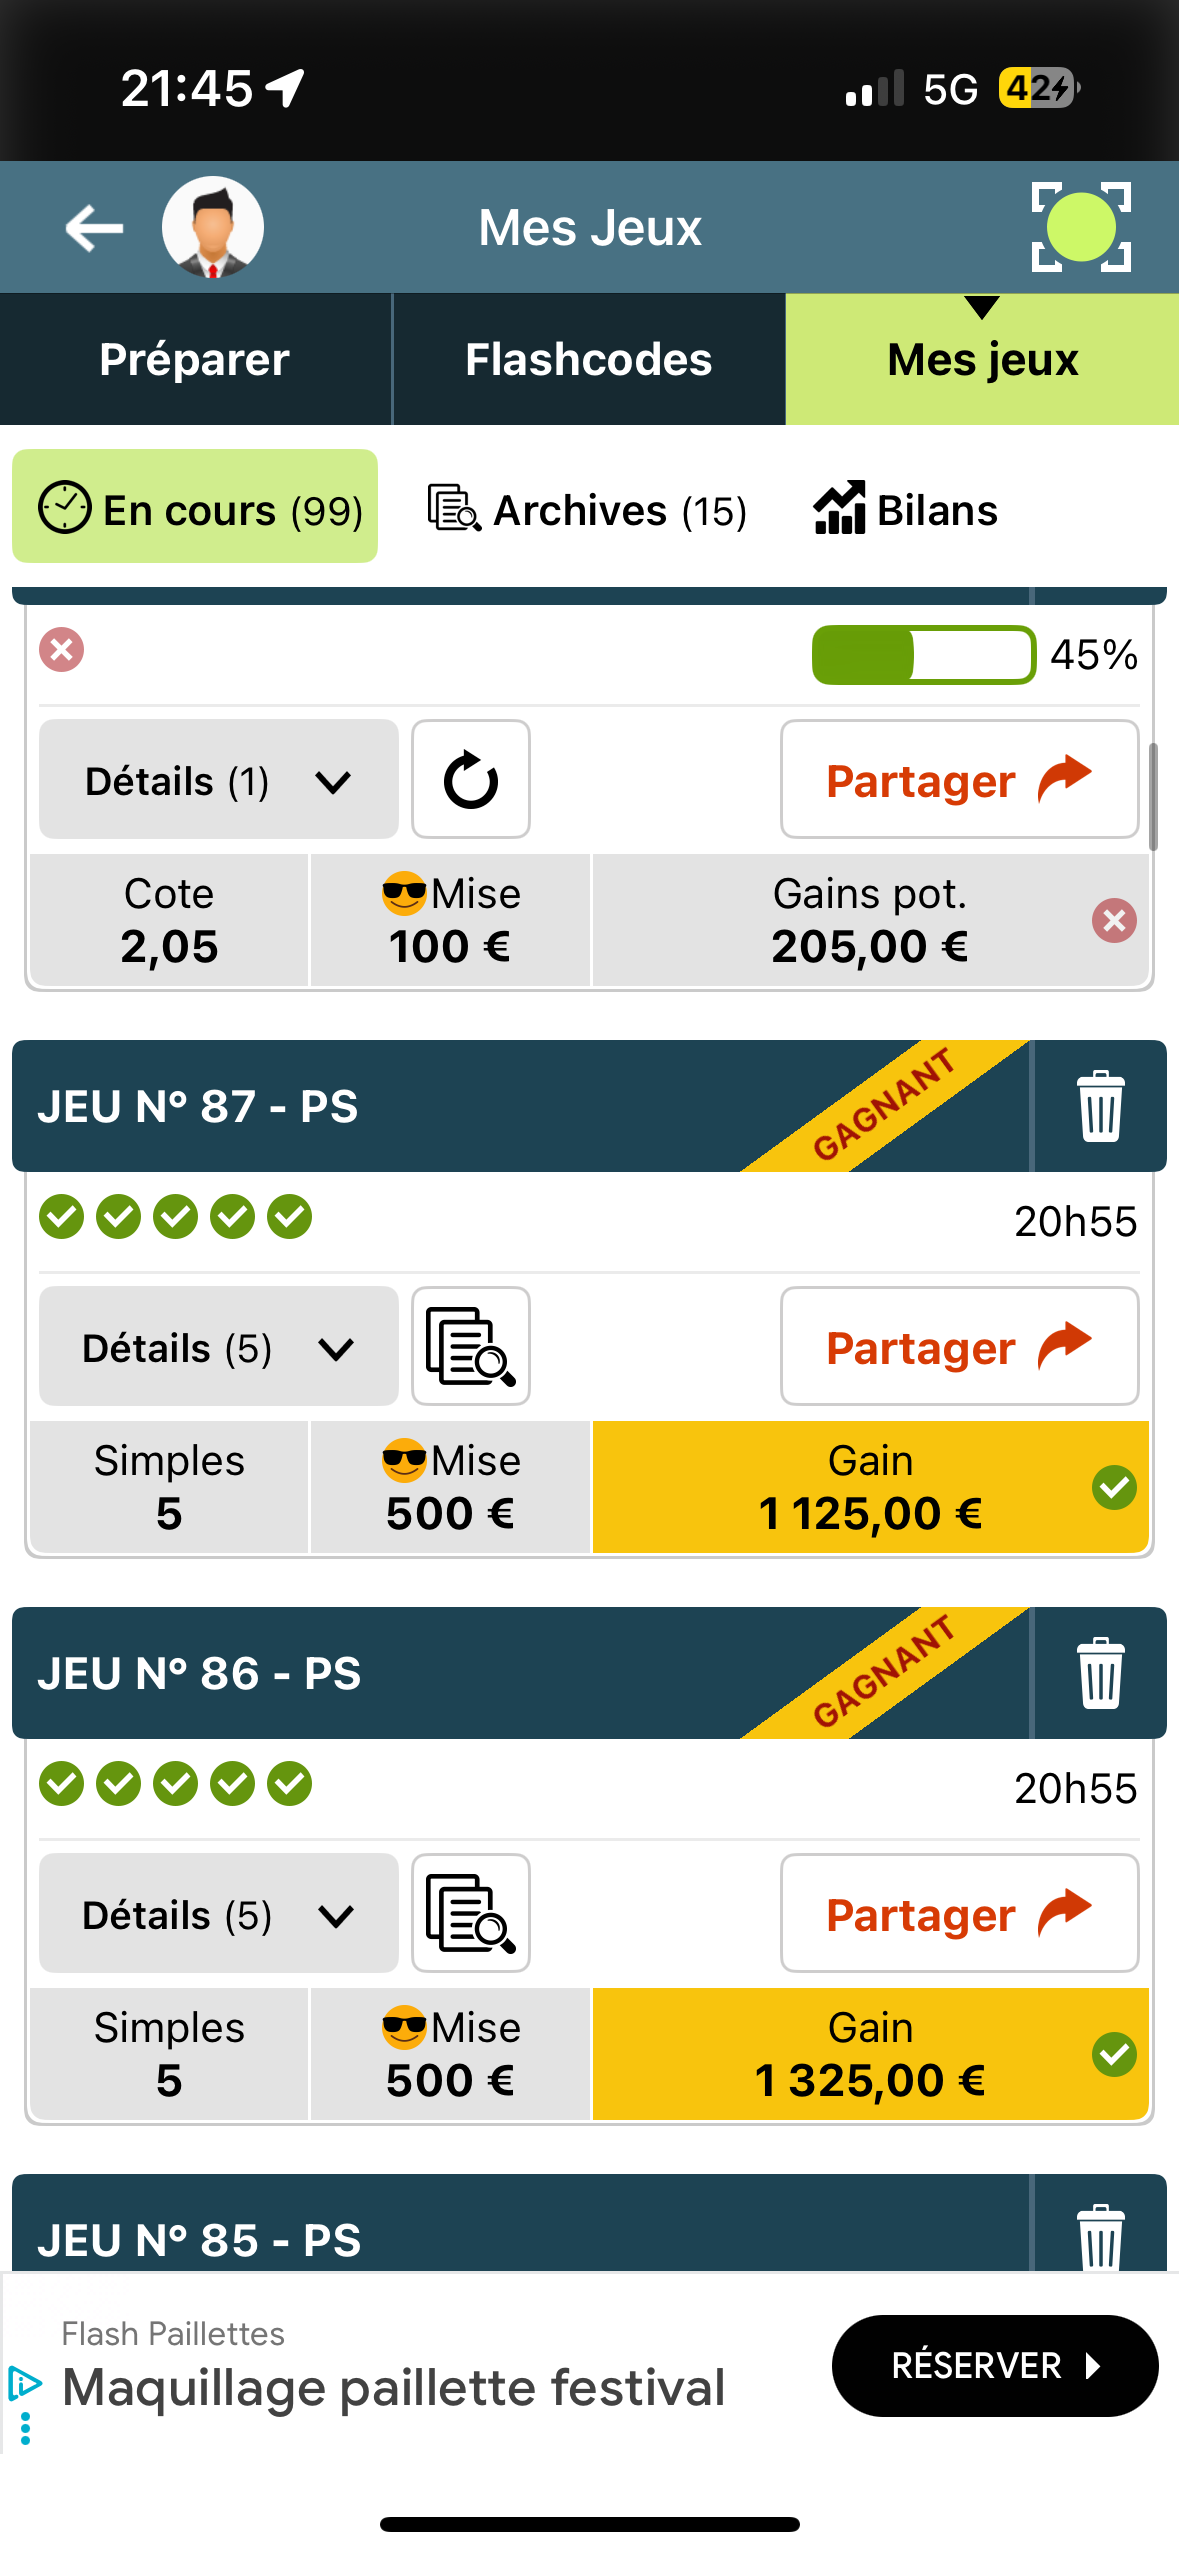 21:45
5G
42
Mes Jeux
Préparer
Flashcodes
Mes jeux
En cours (99)
Archives (15)
Bilans
45%
Détails (1)
Partager
Cote
2,05
Mise
100 €
Gains pot.
205,00 €
JEU N° 87 - PS
GAGNANT
20h55
Détails (5)
Partager
Simples
5
Mise
500 €
Gain
1 125,00 €
JEU N° 86 - PS
GAGNANT
20h55
Détails (5)
Partager
Simples
5
Mise
500 €
Gain
1 325,00 €
JEU N° 85 - PS
Flash Paillettes
Maquillage paillette festival
RÉSERVER